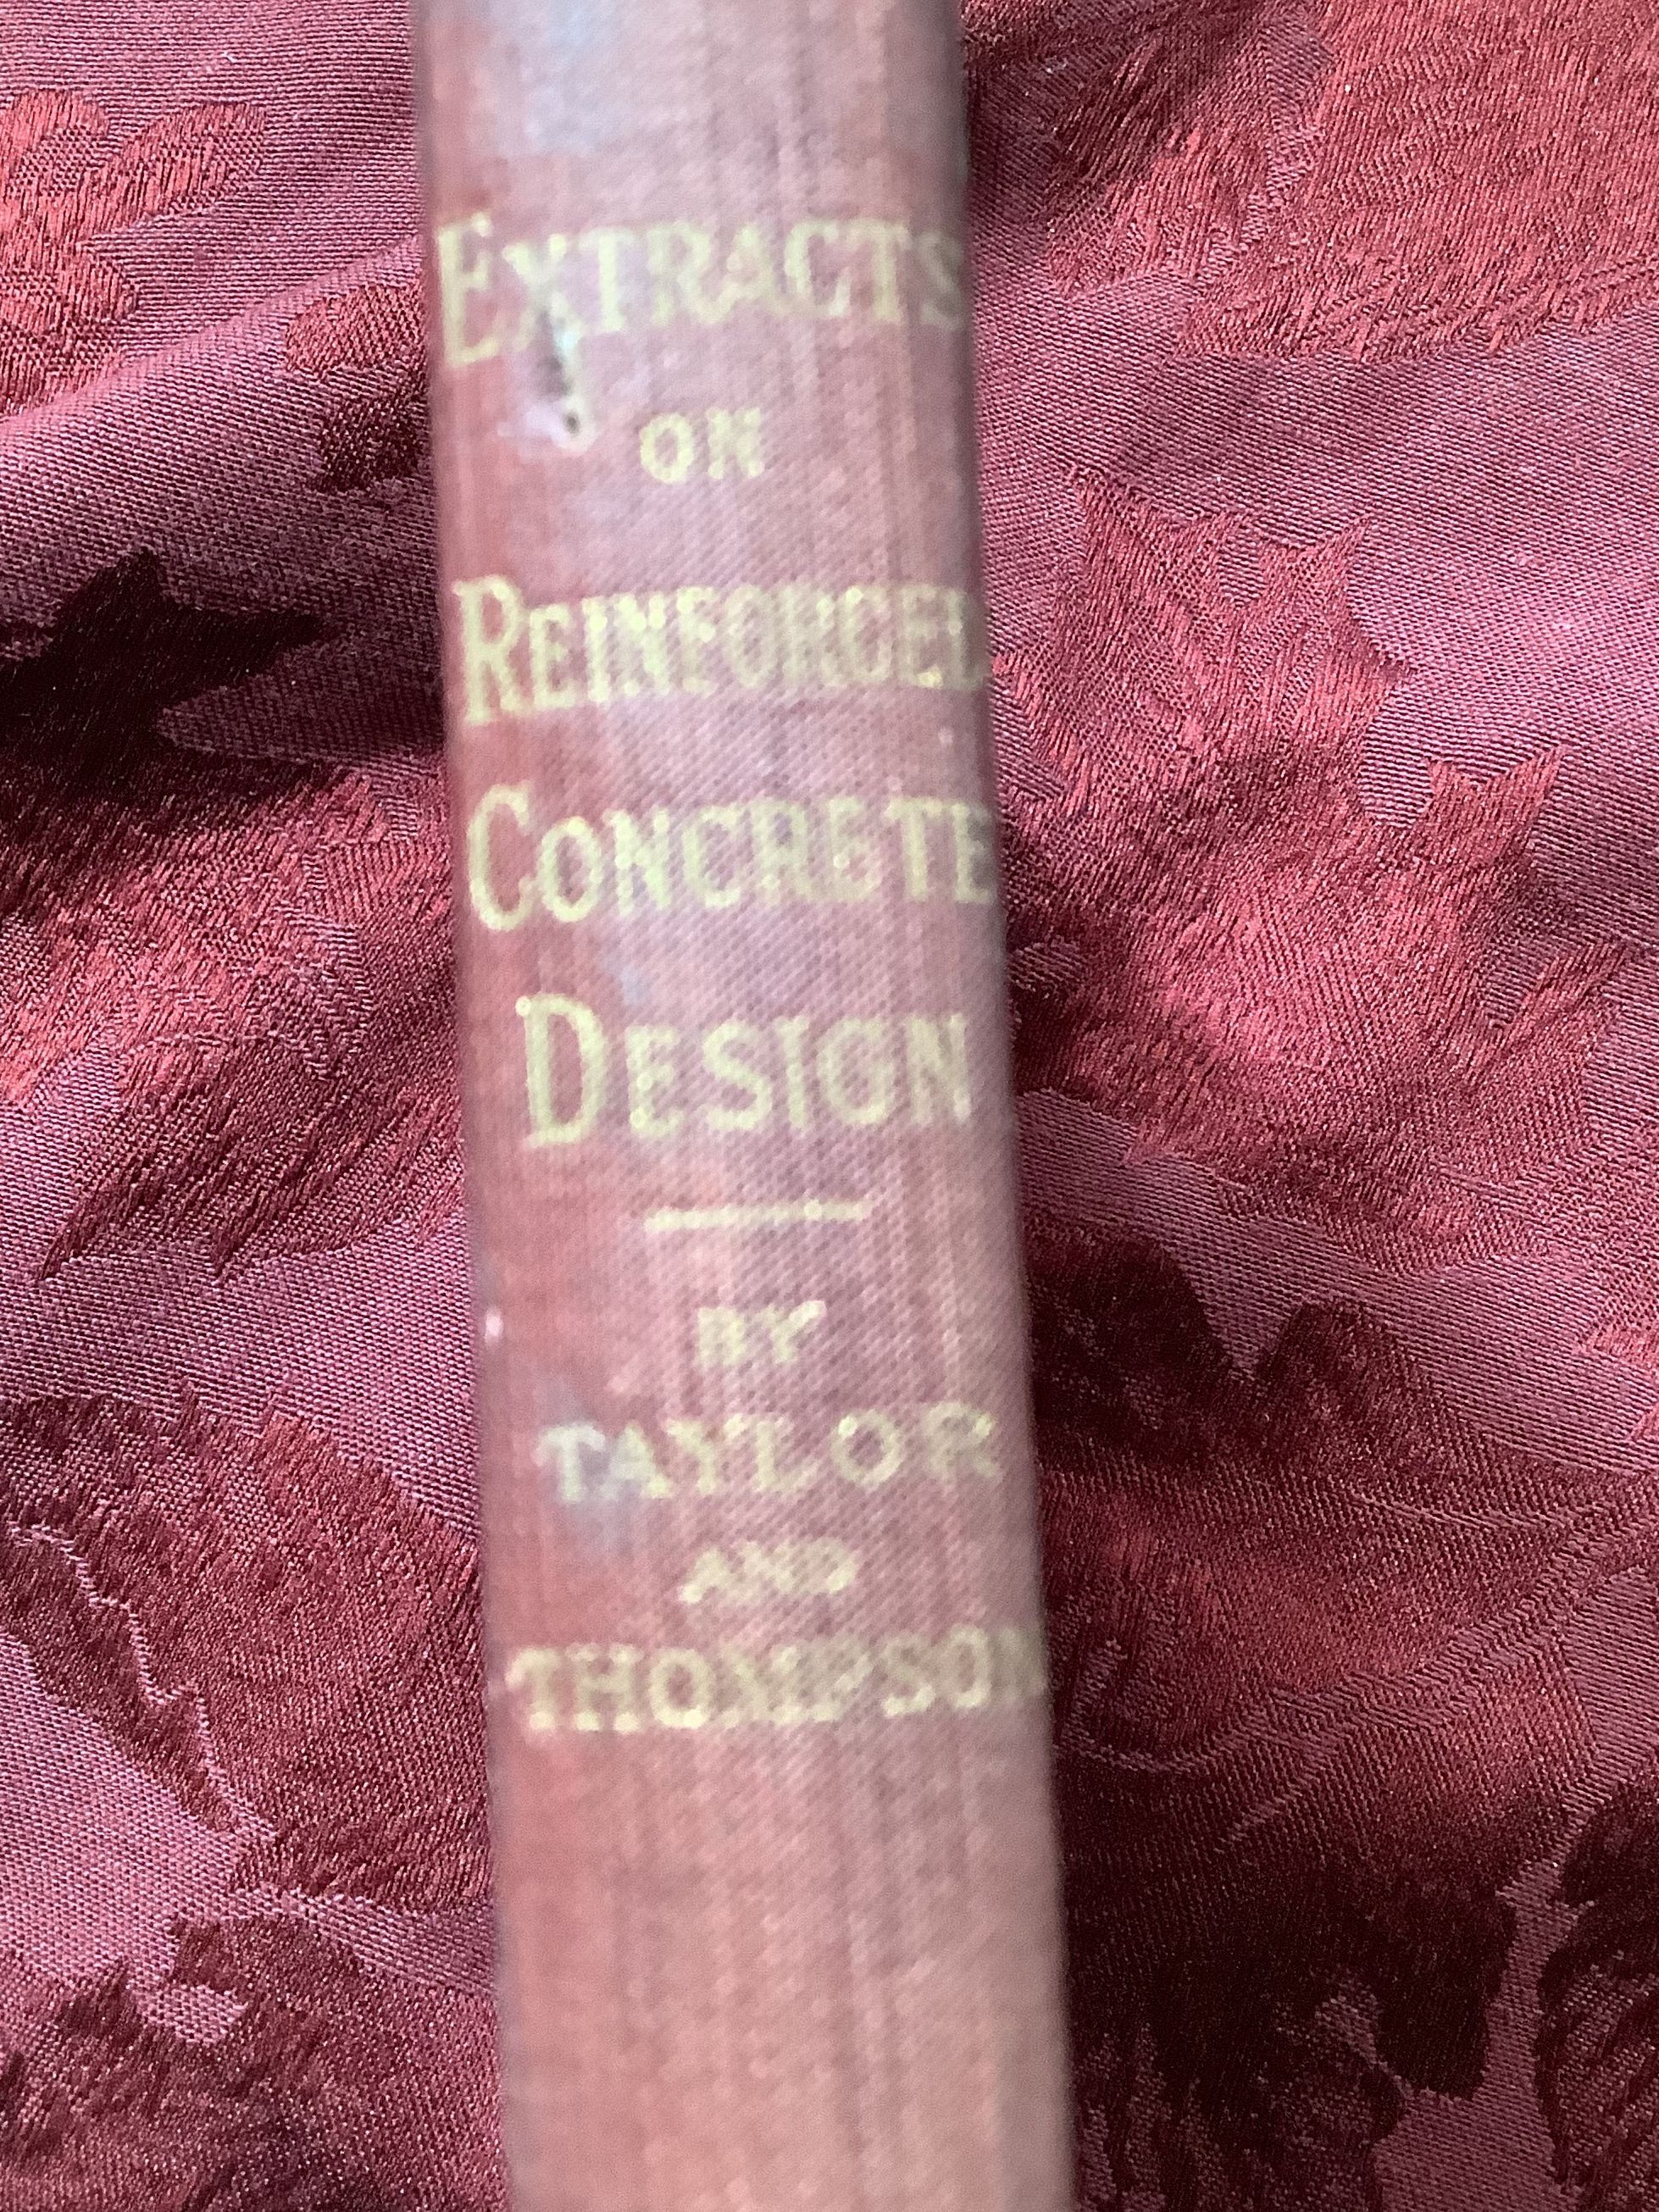 EXTRACTS
ON
REINFORCED
CONCRETE
DESIGN
BY
TAYLOR
AND
THOMPSON